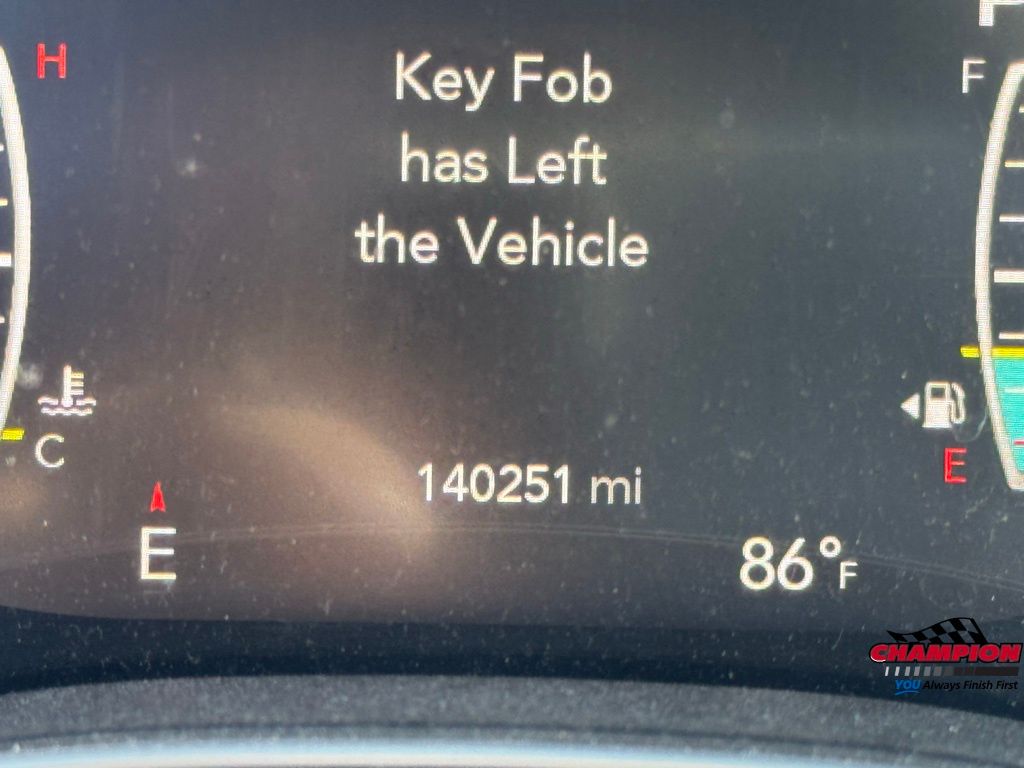 H
Key Fob
F
has Left
the Vehicle
C
E
140251 mi
E
86°F
CHAMPION
YOU Always Finish First